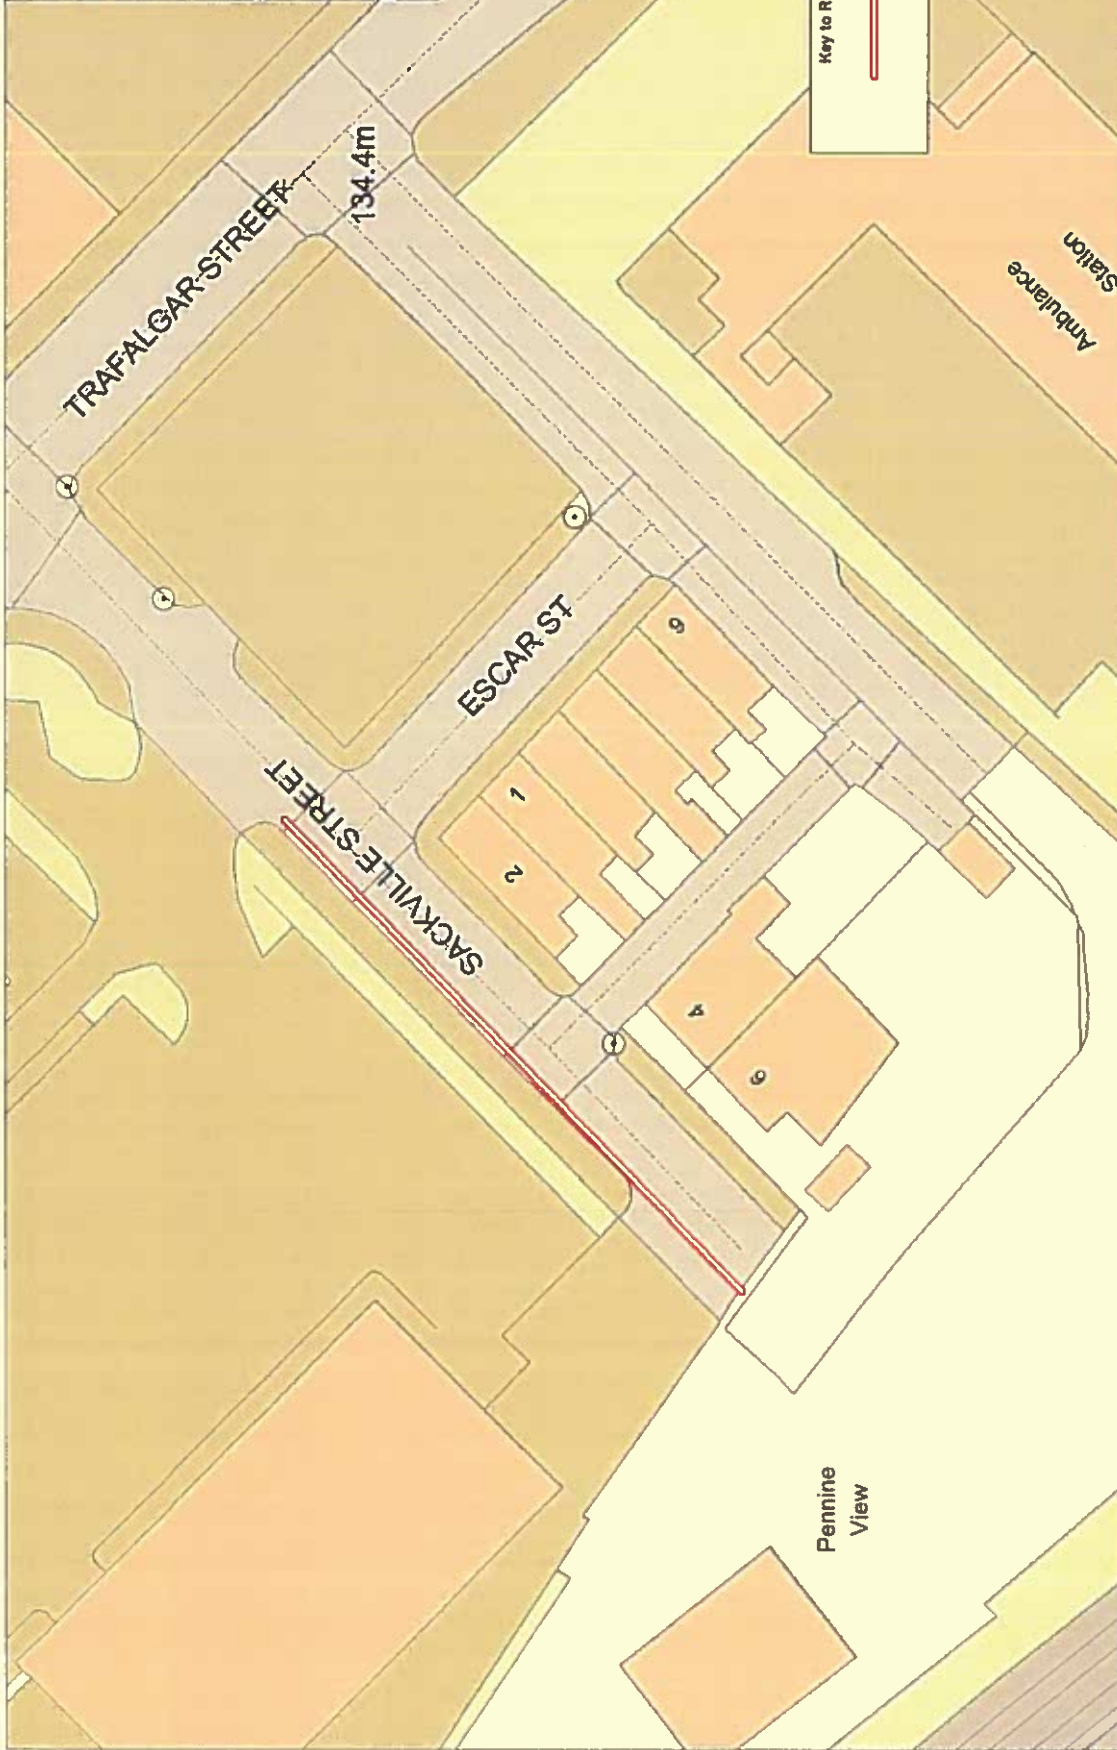 Key to R
TRAFALGAR STREET
134.4m
Ambulance
Station
ESCAR ST
9
SACKVILLE STREET
1
2
4
6
Pennine
View